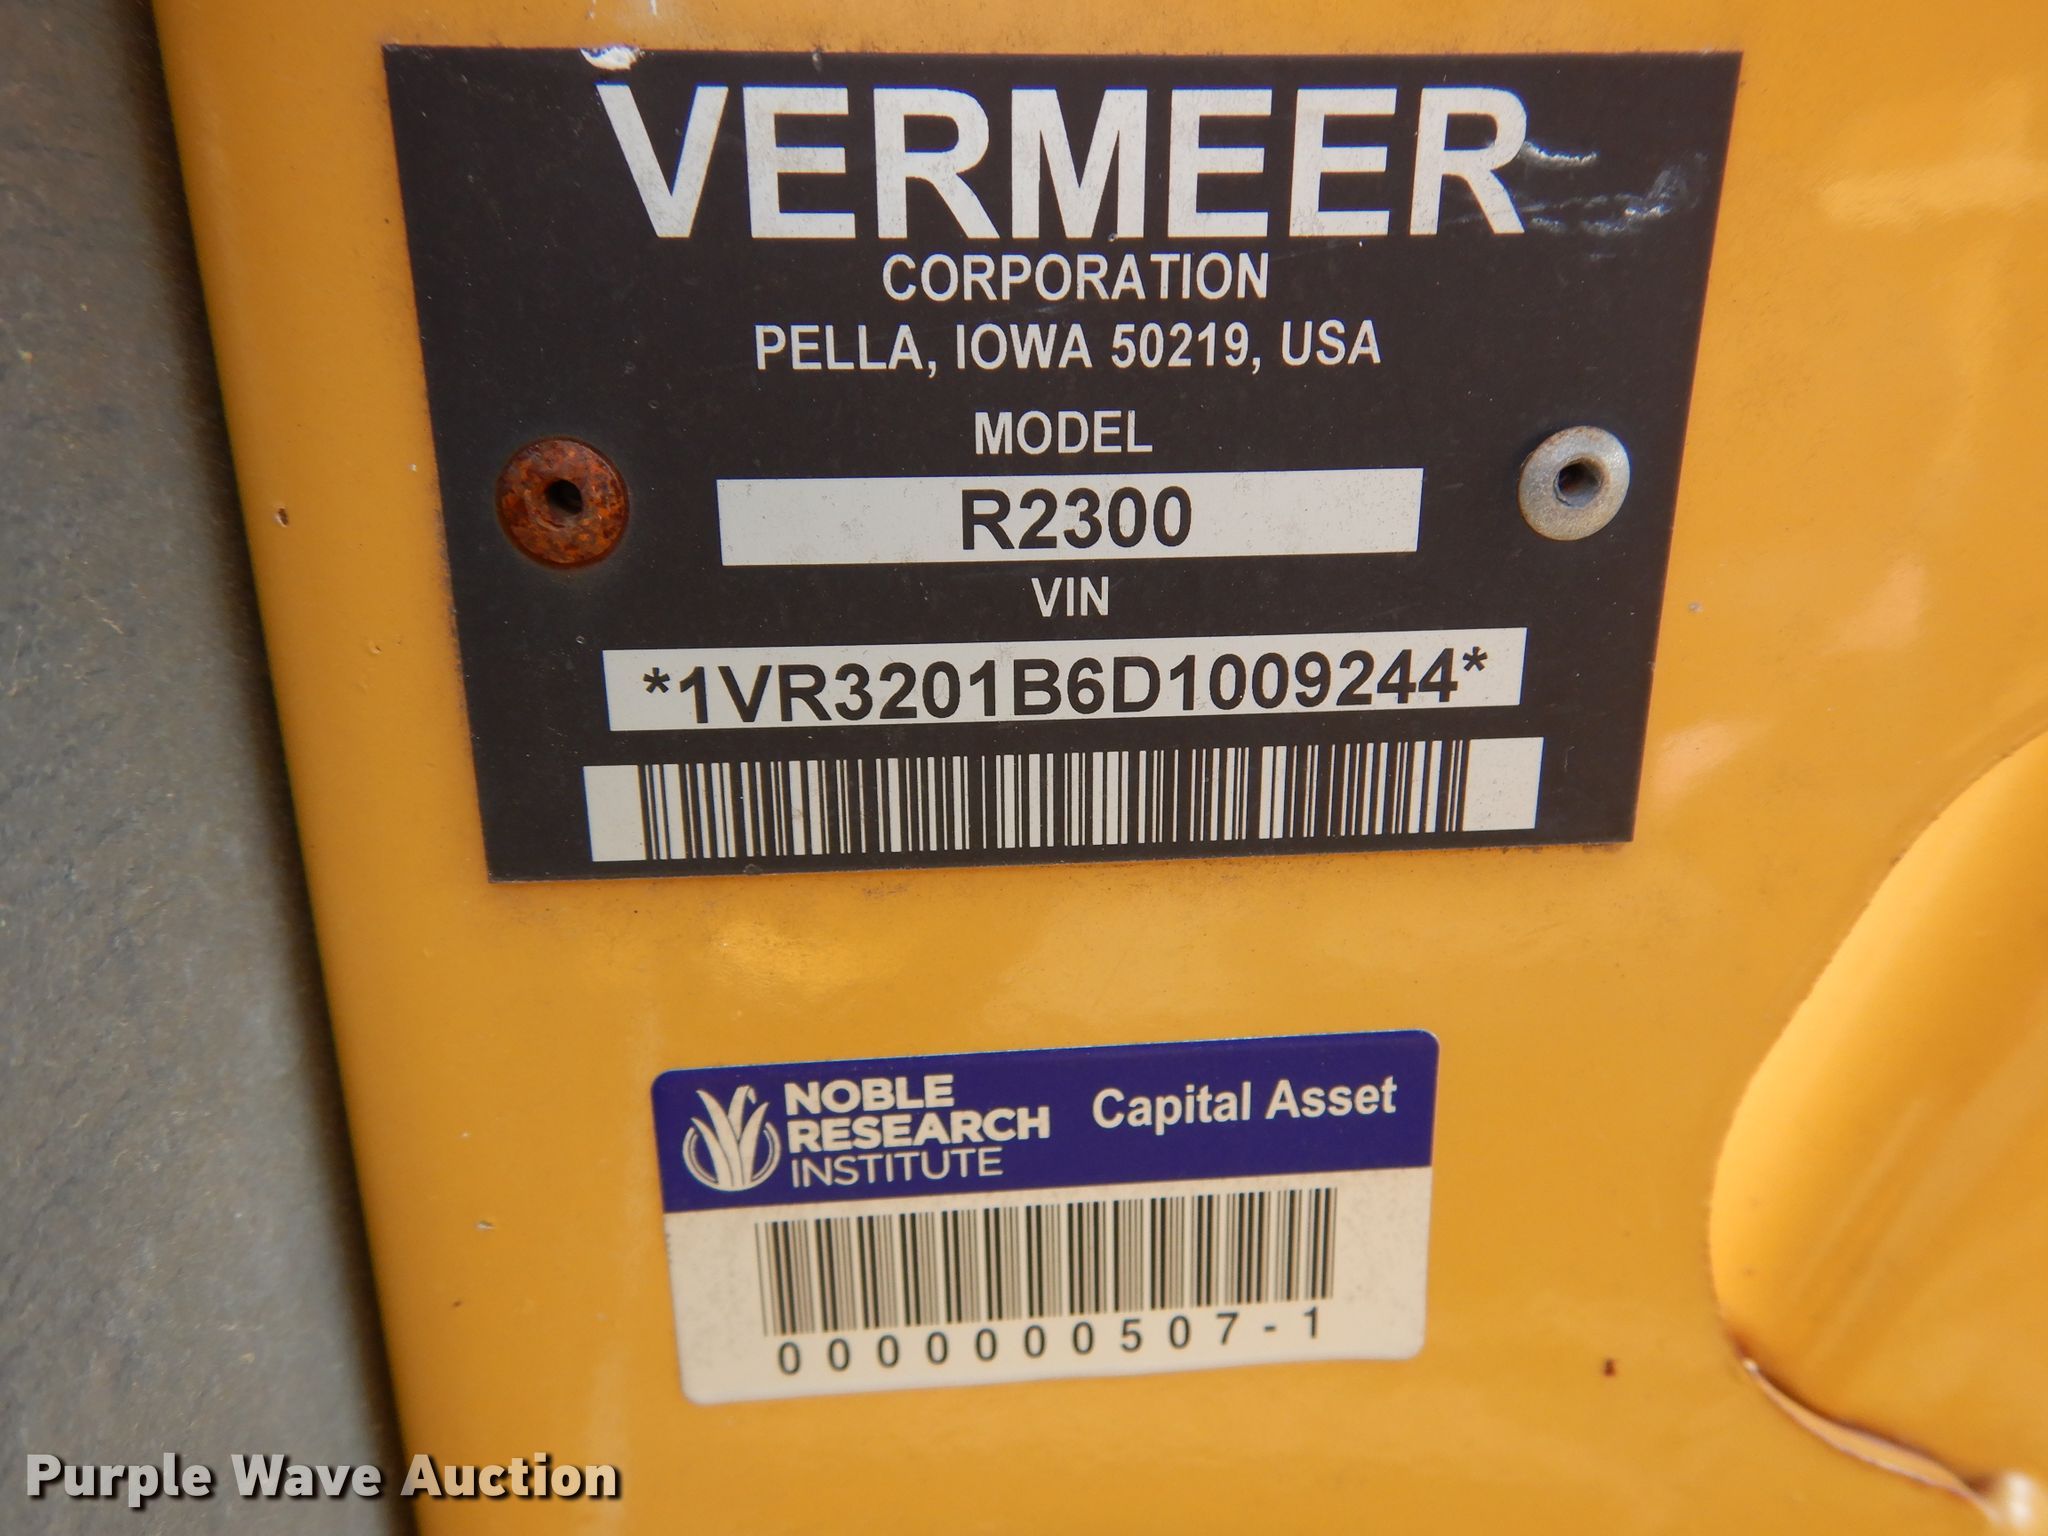 VERMEER
CORPORATION
PELLA, IOWA 50219, USA
MODEL
R2300
VIN
*1VR3201B6D1009244*
NOBLE
RESEARCH
INSTITUTE
Capital Asset
0000000507-1
Purple Wave Auction